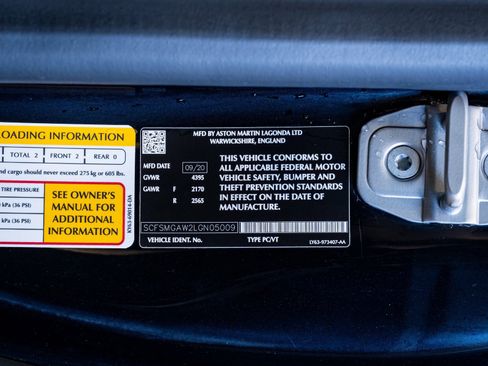 LOADING INFORMATION
TOTAL 2 FRONT 2 REAR 0
and cargo should never exceed 275 kg or 605 lbs.
TIRE PRESSURE
kPa (36 PSI)
kPa (36 PSI)
SEE OWNER'S
MANUAL FOR
ADDITIONAL
INFORMATION
KY63-69014-DA
MFD BY ASTON MARTIN LAGONDA LTD
WARWICKSHIRE, ENGLAND
MFD DATE 09/20
GVWR 4395
GAWR F 2170
R 2565
THIS VEHICLE CONFORMS TO
ALL APPLICABLE FEDERAL MOTOR
VEHICLE SAFETY, BUMPER AND
THEFT PREVENTION STANDARDS
IN EFFECT ON THE DATE OF
MANUFACTURE.
SCFSMGAW2LGN05009
VEHICLE IDENT. No. TYPE PC/VT
LY63-973407-AA